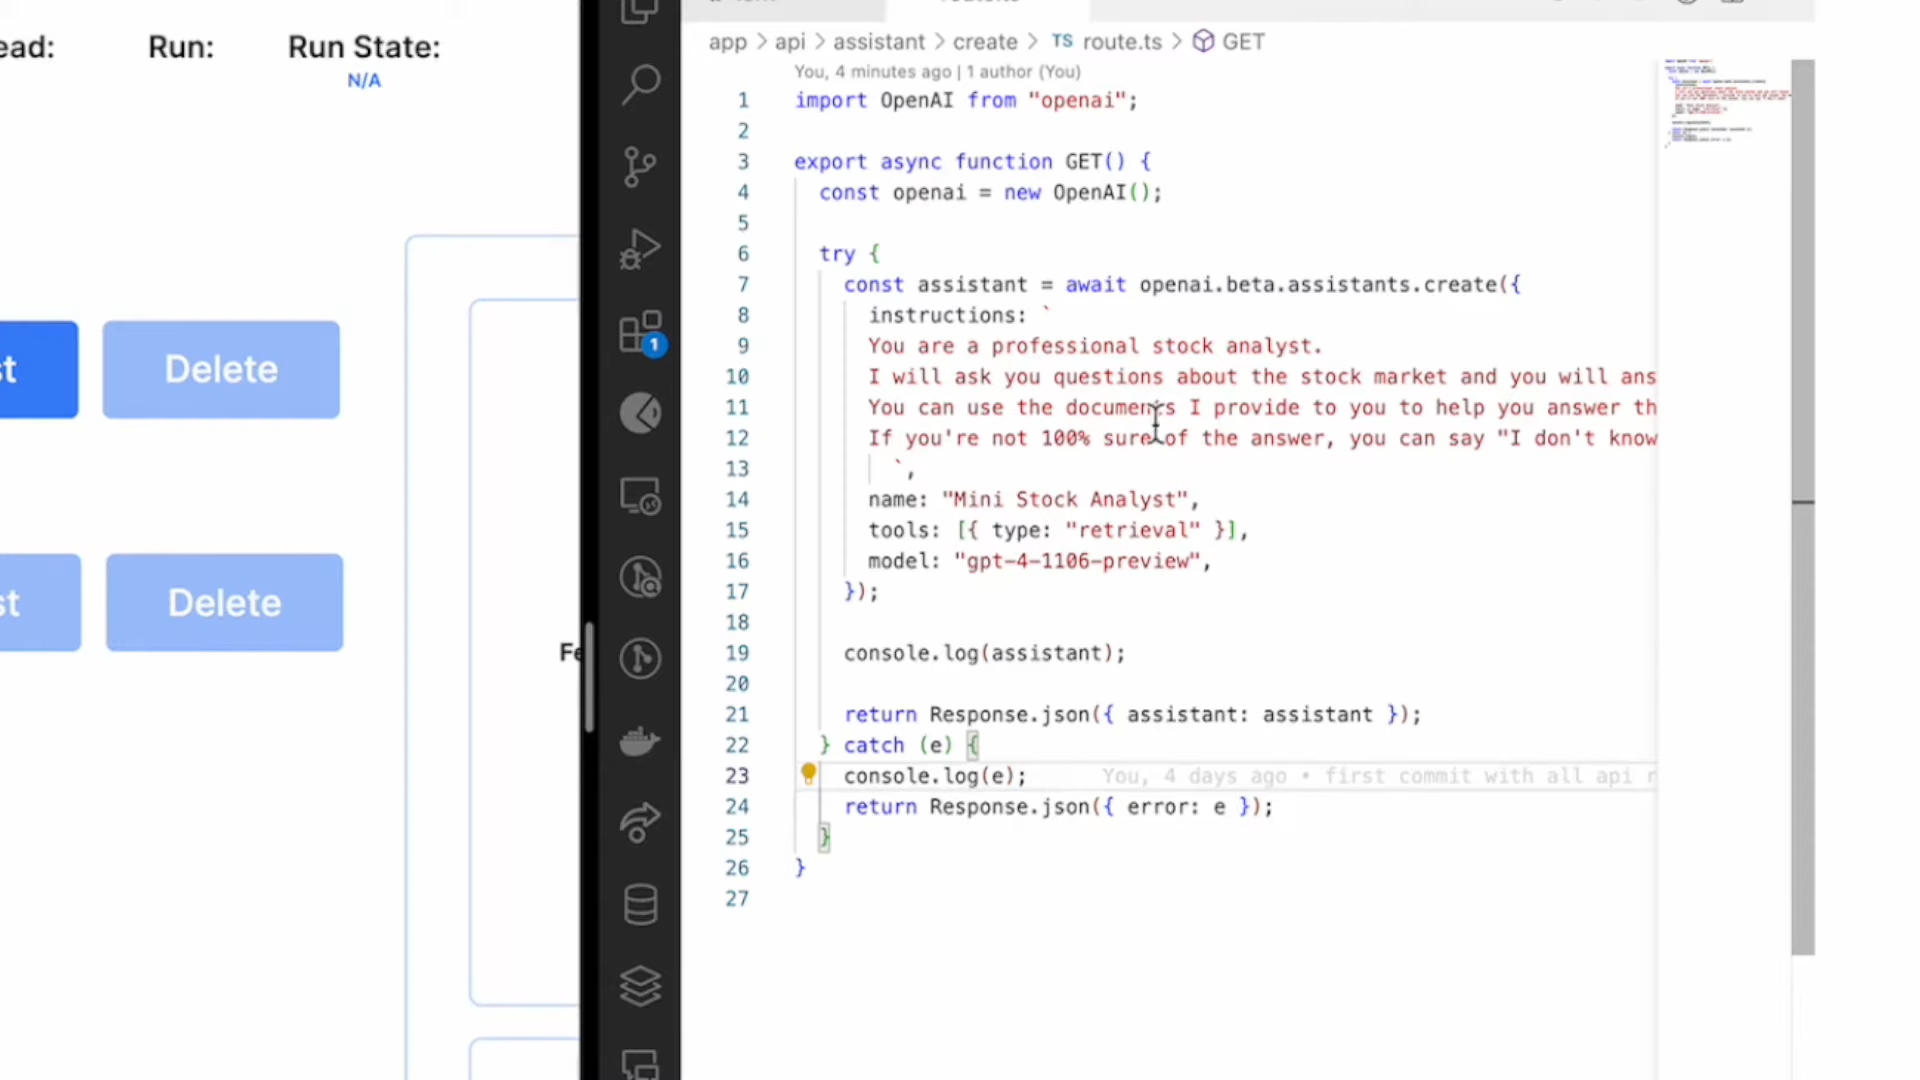 ead:
Run:
Run State:
N/A
st
Delete
st
Delete
Fe
1
app > api > assistant > create > TS route.ts > GET
You, 4 minutes ago | 1 author (You)
1 import OpenAI from "openai";
2
3 export async function GET() {
4 const openai = new OpenAI();
5
6 try {
7 const assistant = await openai.beta.assistants.create({
8 instructions: `
9 You are a professional stock analyst.
10 I will ask you questions about the stock market and you will ans
11 You can use the documents I provide to you to help you answer th
12 If you're not 100% sure of the answer, you can say "I don't know
13 `,
14 name: "Mini Stock Analyst",
15 tools: [{ type: "retrieval" }],
16 model: "gpt-4-1106-preview",
17 });
18
19 console.log(assistant);
20
21 return Response.json({ assistant: assistant });
22 } catch (e) {
23 console.log(e); You, 4 days ago • first commit with all api r
24 return Response.json({ error: e });
25 }
26 }
27